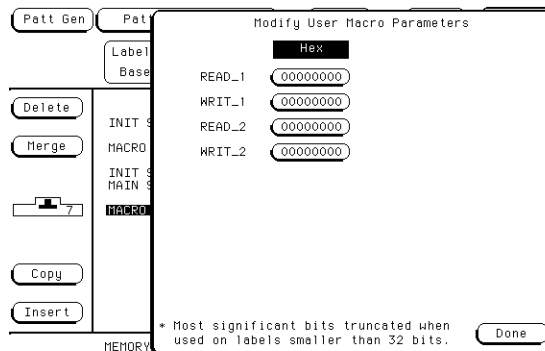 Patt Gen
Patt
Modify User Macro Parameters
Label
Base
Hex
READ_1 00000000
WRIT_1 00000000
READ_2 00000000
WRIT_2 00000000
Delete
INIT S
Merge
MACRO
INIT S
MAIN S
7
MACRO
Copy
Insert
* Most significant bits truncated when
used on labels smaller than 32 bits.
Done
MEMORY